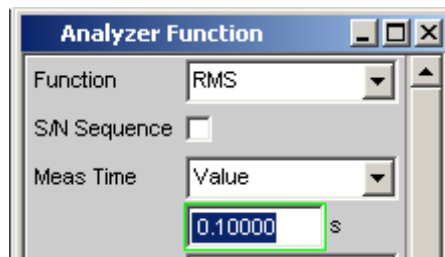 Analyzer Function
Function RMS
S/N Sequence
Meas Time Value
0.10000 s